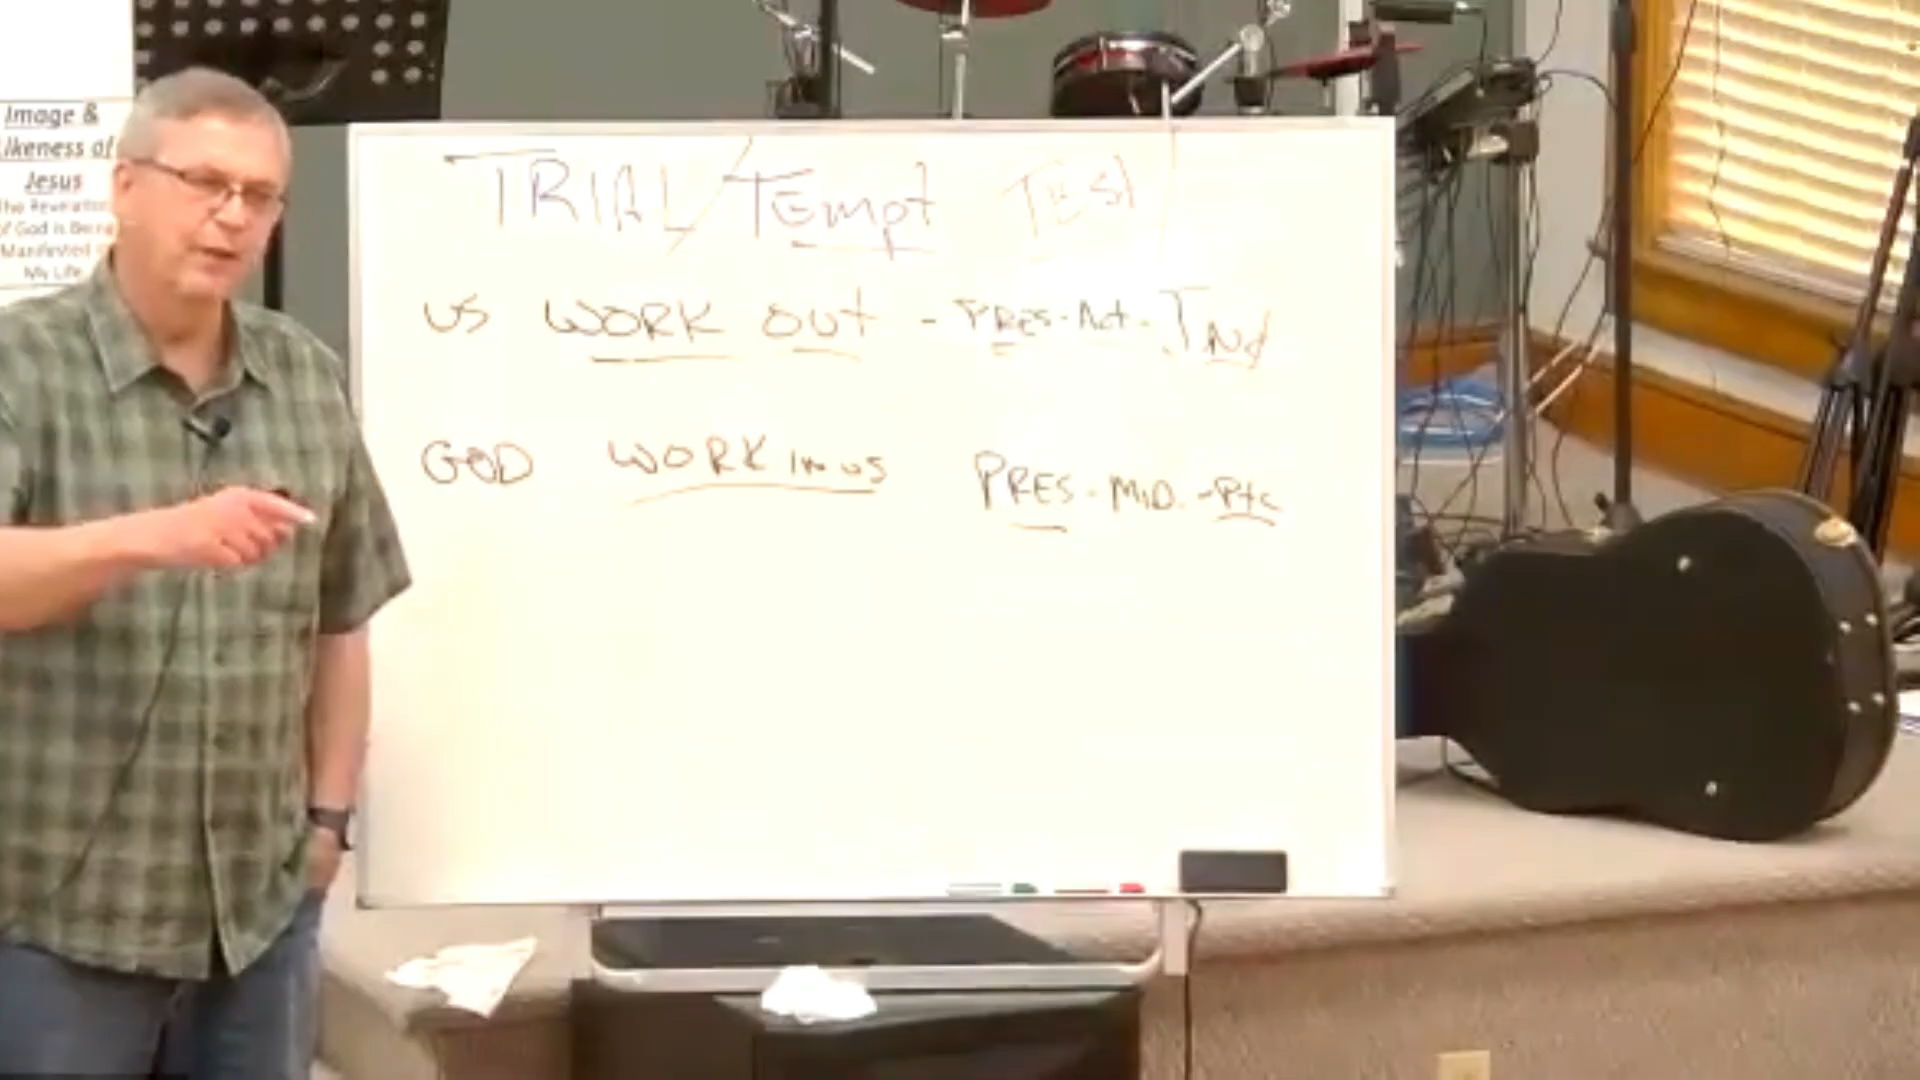 Image &
Likeness of
Jesus
The Revelation
of God is Being
Manifested in
My Life
TRIAL/Tempt Test
US WORK OUT - PRES - Act - Ind
GOD WORK IN US PRES - MID. - Ptc